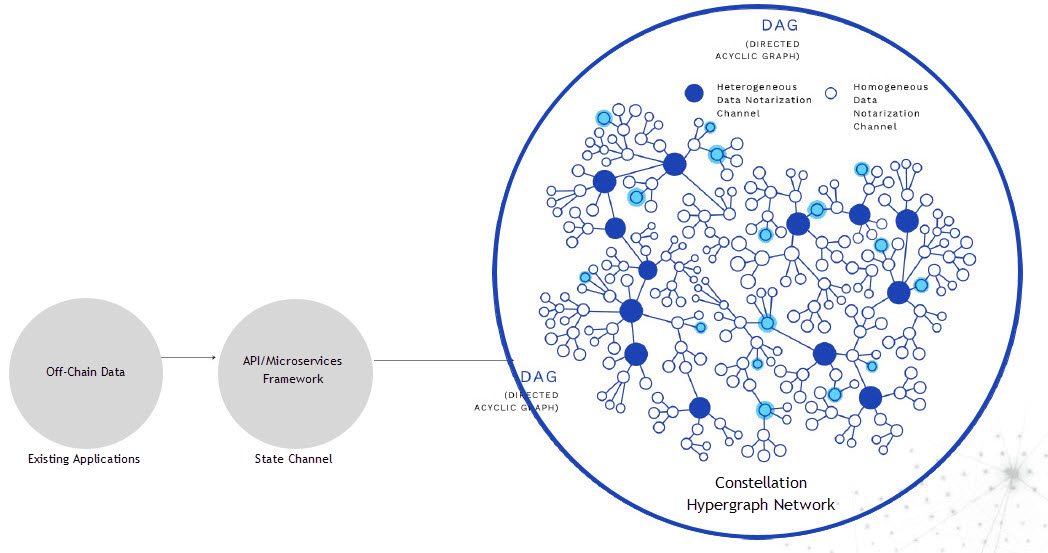 DAG
(DIRECTED
ACYCLIC GRAPH)
Heterogeneous
Data Notarization
Channel
Homogeneous
Data
Notarization
Channel
Off-Chain Data
Existing Applications
API/Microservices
Framework
State Channel
DAG
(DIRECTED
ACYCLIC GRAPH)
Constellation
Hypergraph Network